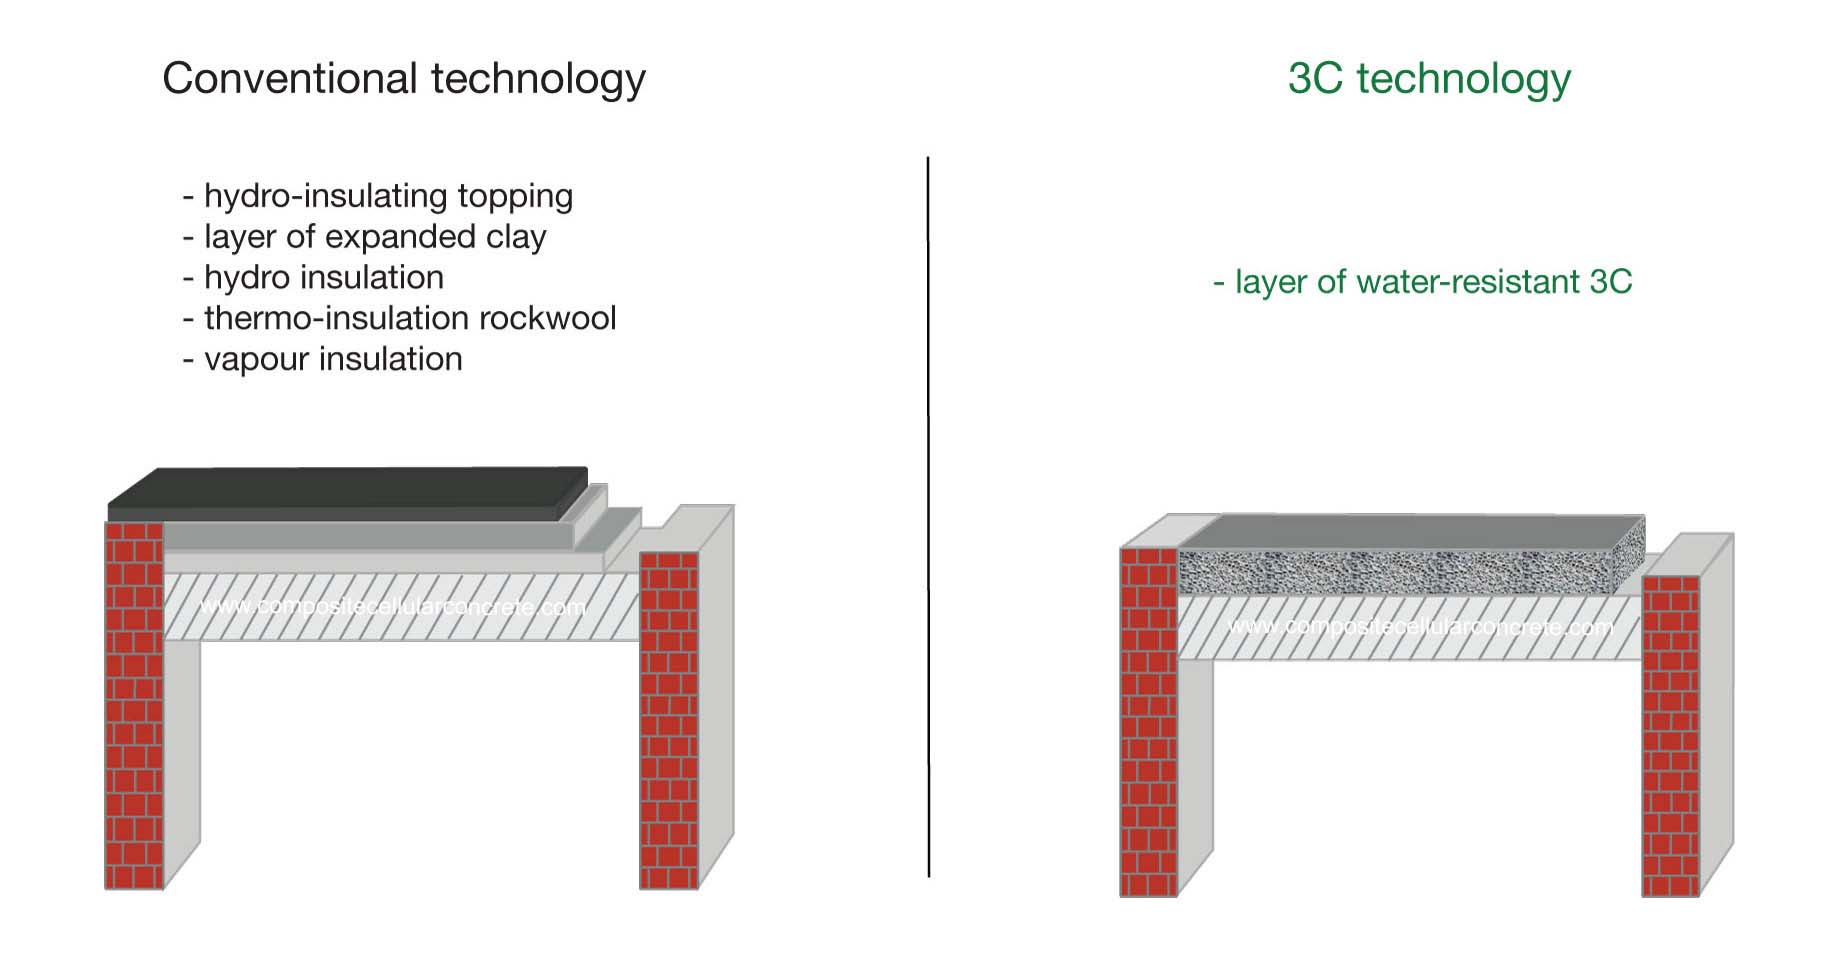 Conventional technology
- hydro-insulating topping
- layer of expanded clay
- hydro insulation
- thermo-insulation rockwool
- vapour insulation
www.compositecellularconcrete.com
3C technology
- layer of water-resistant 3C
www.compositecellularconcrete.com